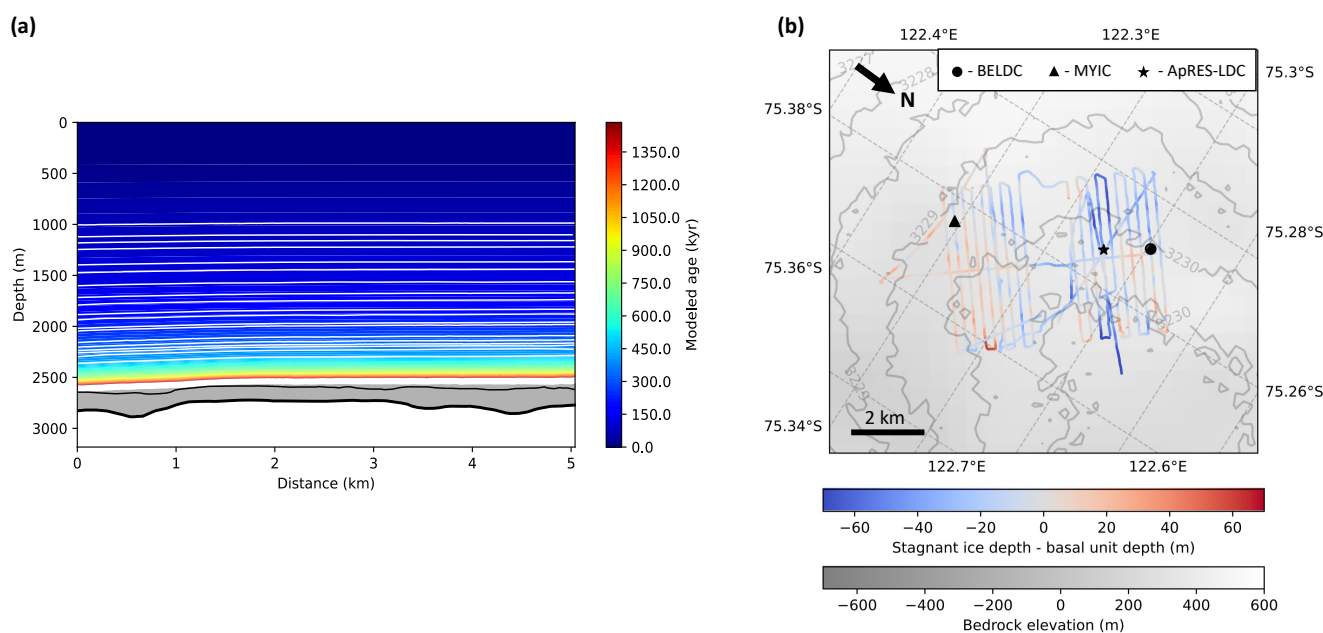 (a)
0
500
1000
1500
2000
2500
3000
Depth (m)
0 1 2 3 4 5
Distance (km)
1350.0
1200.0
1050.0
900.0
750.0
600.0
450.0
300.0
150.0
0.0
Modeled age (kyr)
(b)
122.4°E 122.3°E
- BELDC - MYIC - ApRES-LDC
N
75.38°S
75.36°S
75.34°S
75.3°S
75.28°S
75.26°S
3227
3228
3229
3230
3230
3229
2 km
122.7°E 122.6°E
−60 −40 −20 0 20 40 60
Stagnant ice depth - basal unit depth (m)
−600 −400 −200 0 200 400 600
Bedrock elevation (m)